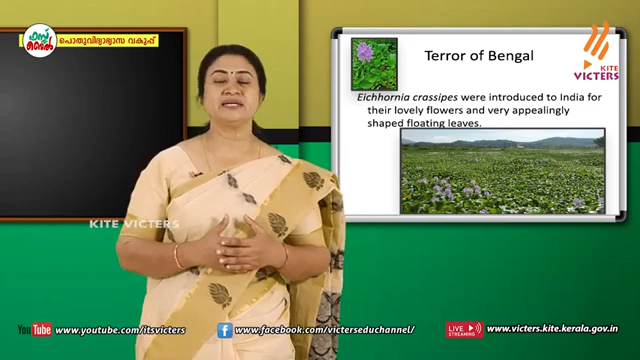 ഫസ്റ്റ്
ബെൽ
പൊതുവിദ്യാഭ്യാസ വകുപ്പ്
KITE
VICTERS
Terror of Bengal
Eichhornia crassipes were introduced to India for
their lovely flowers and very appealingly
shaped floating leaves.
KITE VICTERS
YouTube www.youtube.com/itsvicters
f www.facebook.com/victerseduchannel/
LIVE www.victers.kite.kerala.gov.in